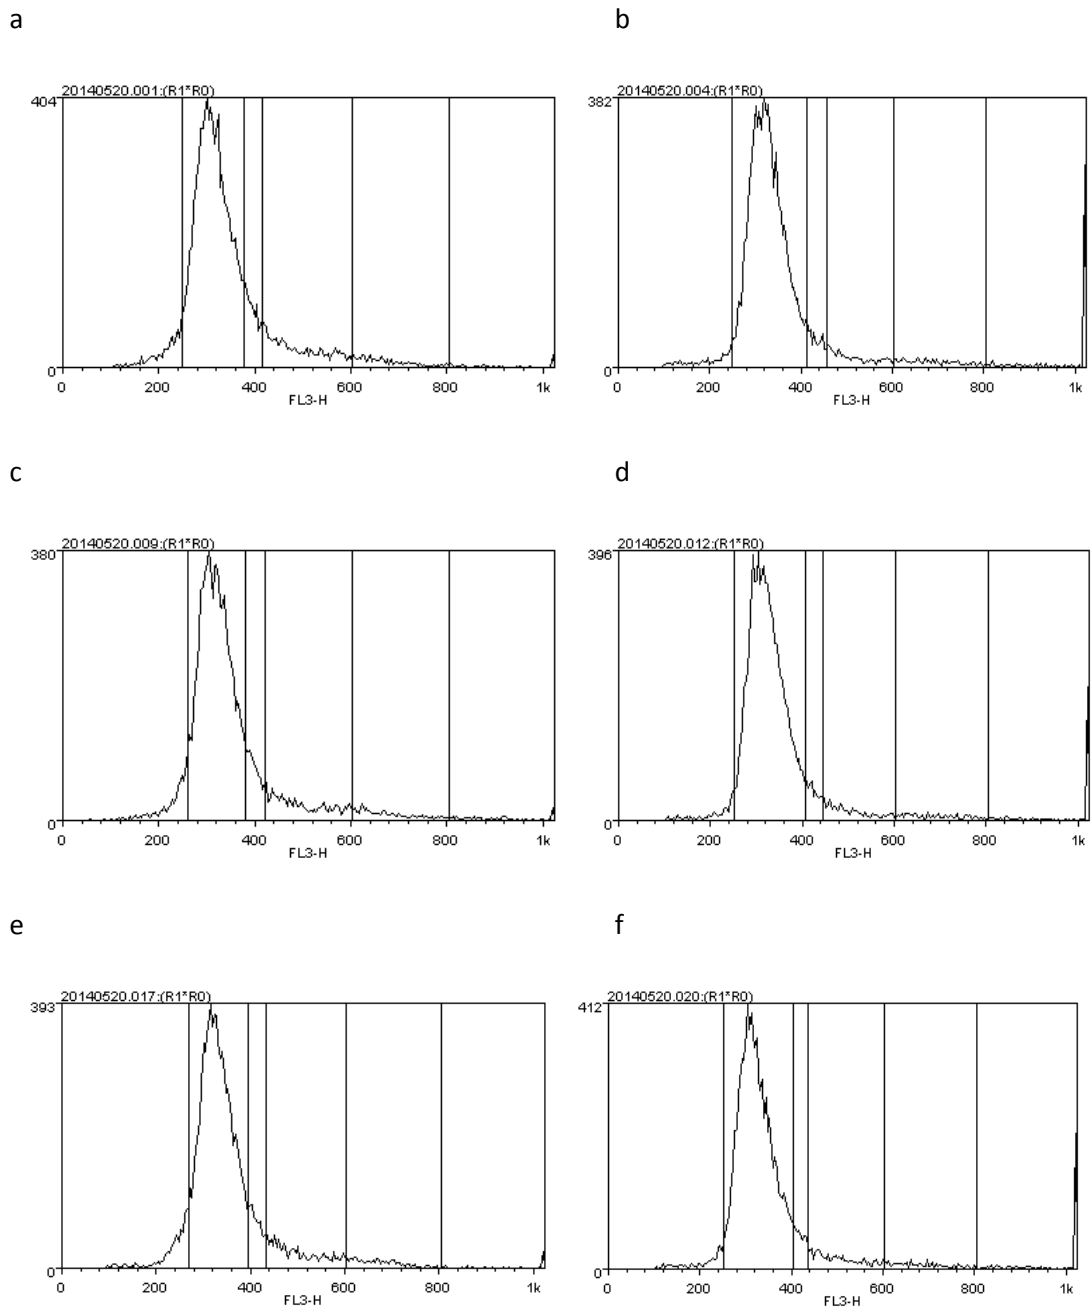 a
b
20140520.001:(R1*R0)
404
0
0 200 400 600 800 1k
FL3-H
20140520.004:(R1*R0)
382
0
0 200 400 600 800 1k
FL3-H
c
d
20140520.009:(R1*R0)
380
0
0 200 400 600 800 1k
FL3-H
20140520.012:(R1*R0)
396
0
0 200 400 600 800 1k
FL3-H
e
f
20140520.017:(R1*R0)
393
0
0 200 400 600 800 1k
FL3-H
20140520.020:(R1*R0)
412
0
0 200 400 600 800 1k
FL3-H